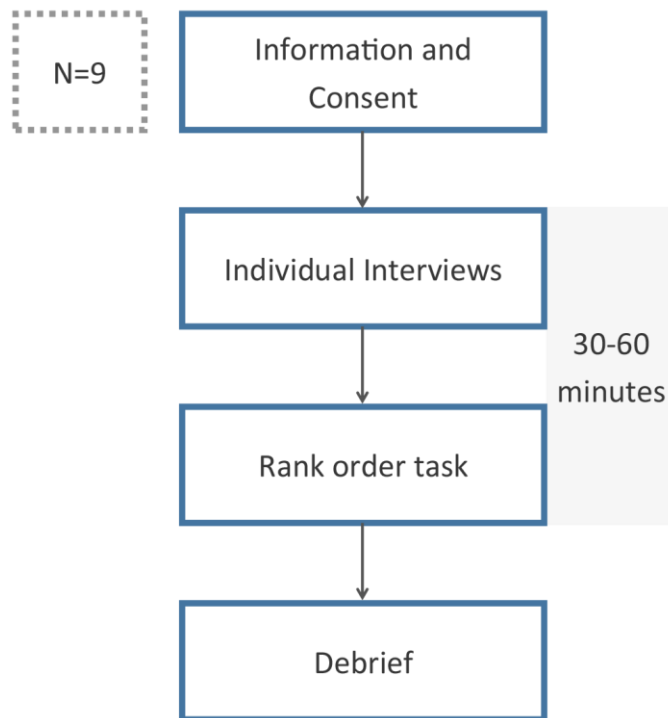 N=9
Information and
Consent
Individual Interviews
30-60
minutes
Rank order task
Debrief